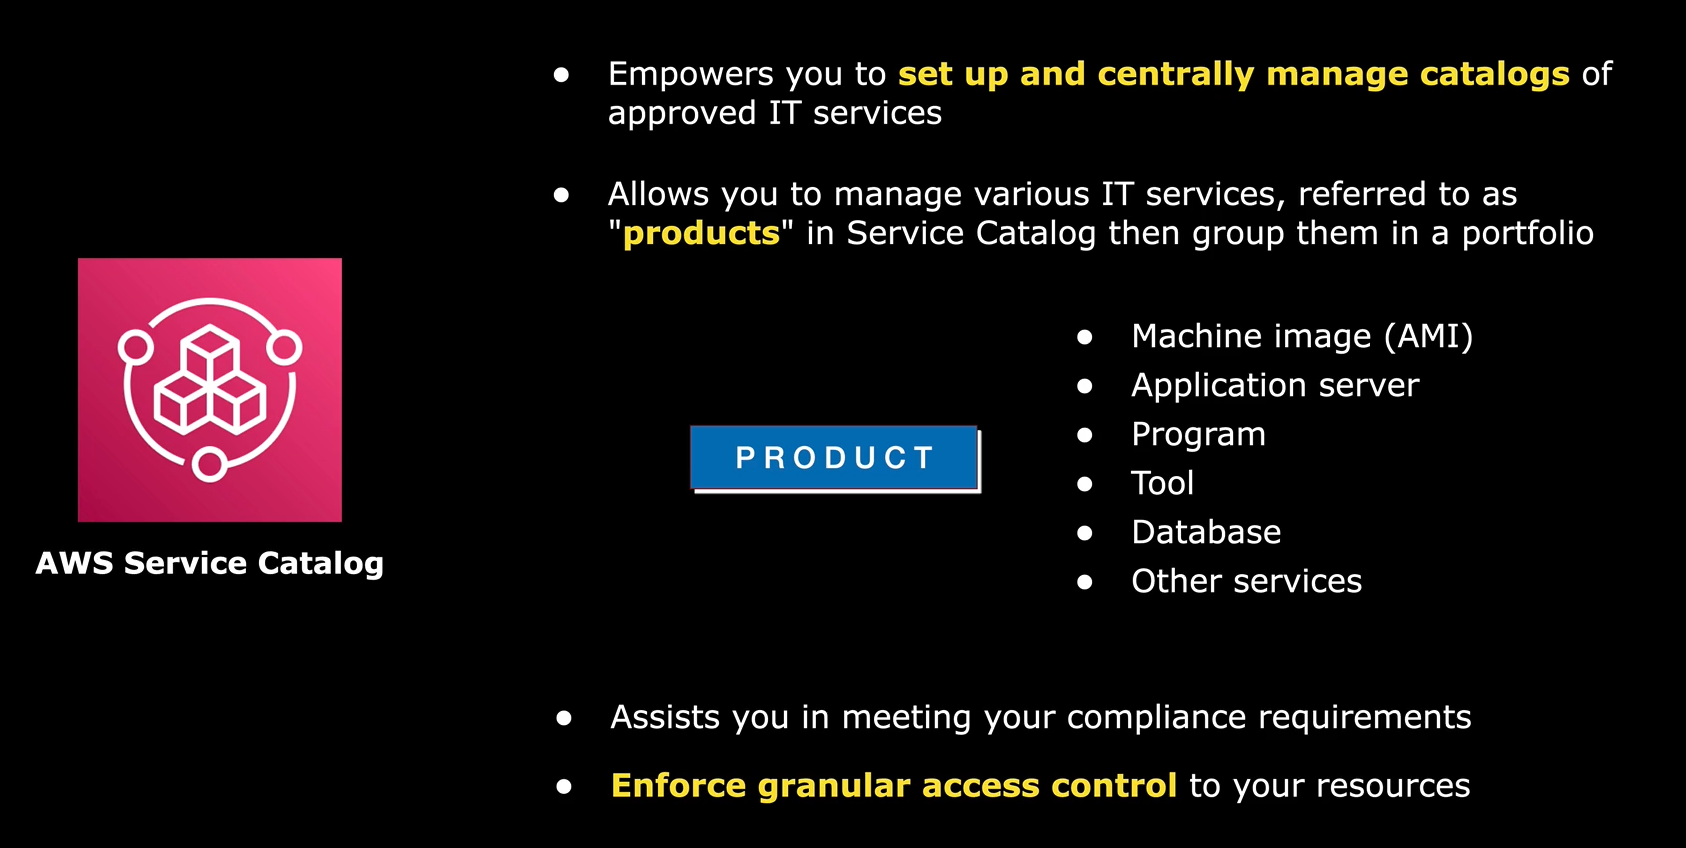 ● Empowers you to set up and centrally manage catalogs of
approved IT services
● Allows you to manage various IT services, referred to as
"products" in Service Catalog then group them in a portfolio
AWS Service Catalog
PRODUCT
● Machine image (AMI)
● Application server
● Program
● Tool
● Database
● Other services
● Assists you in meeting your compliance requirements
● Enforce granular access control to your resources